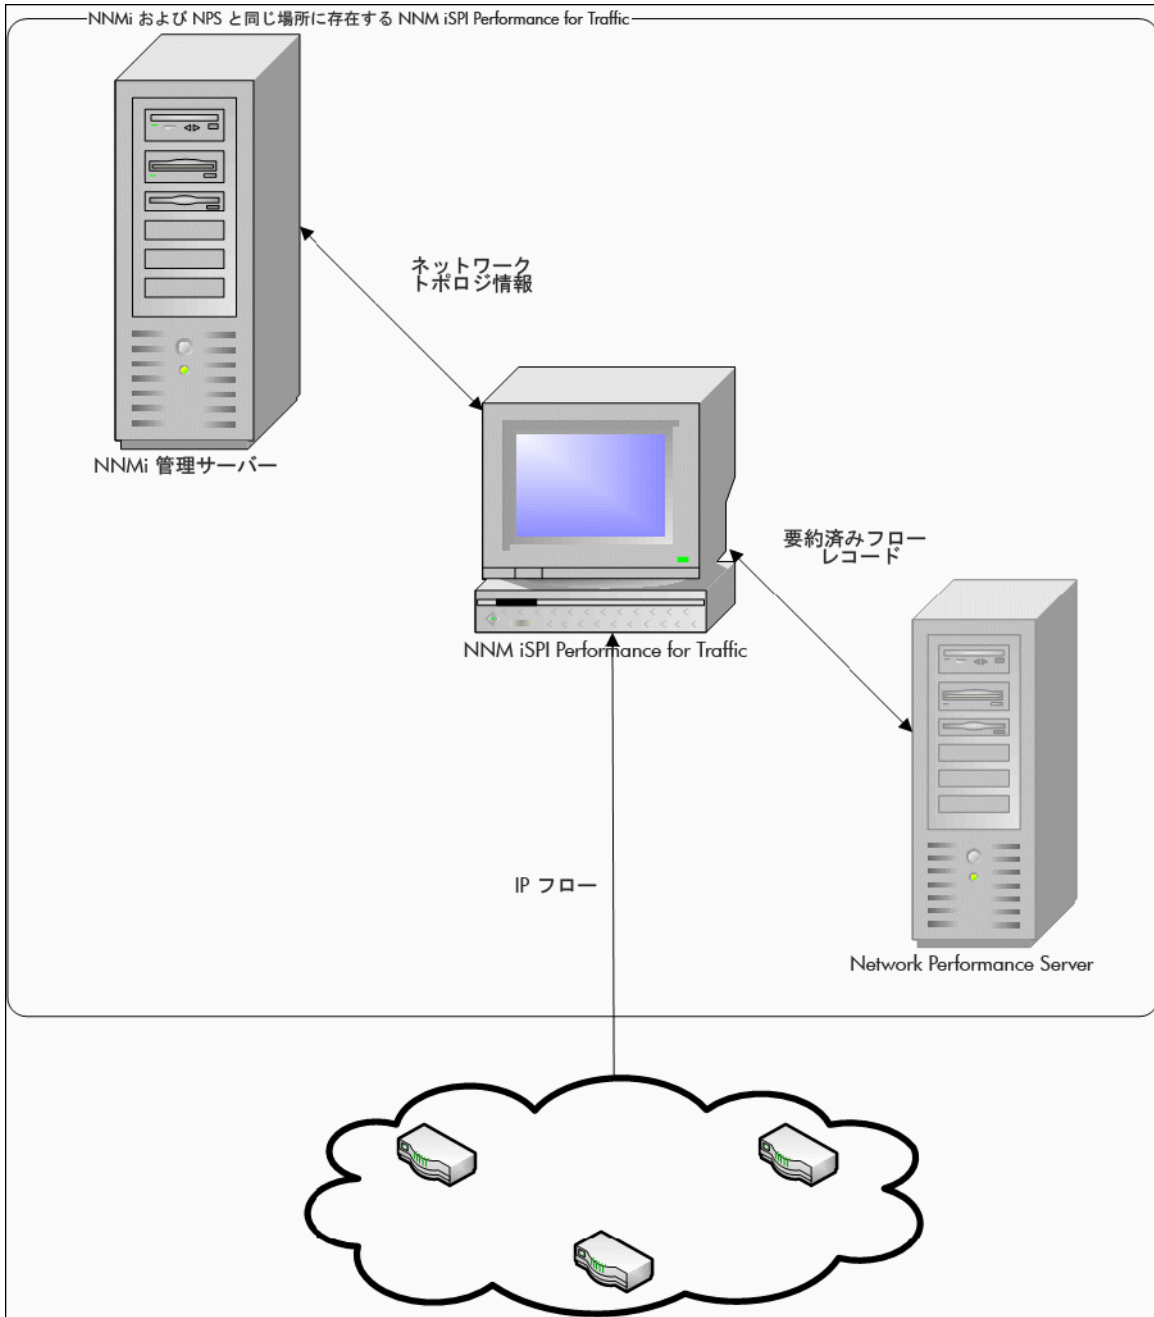 NNMi および NPS と同じ場所に存在する NNM iSPI Performance for Traffic
ネットワーク
トポロジ情報
NNMi 管理サーバー
要約済みフロー
レコード
NNM iSPI Performance for Traffic
IP フロー
Network Performance Server